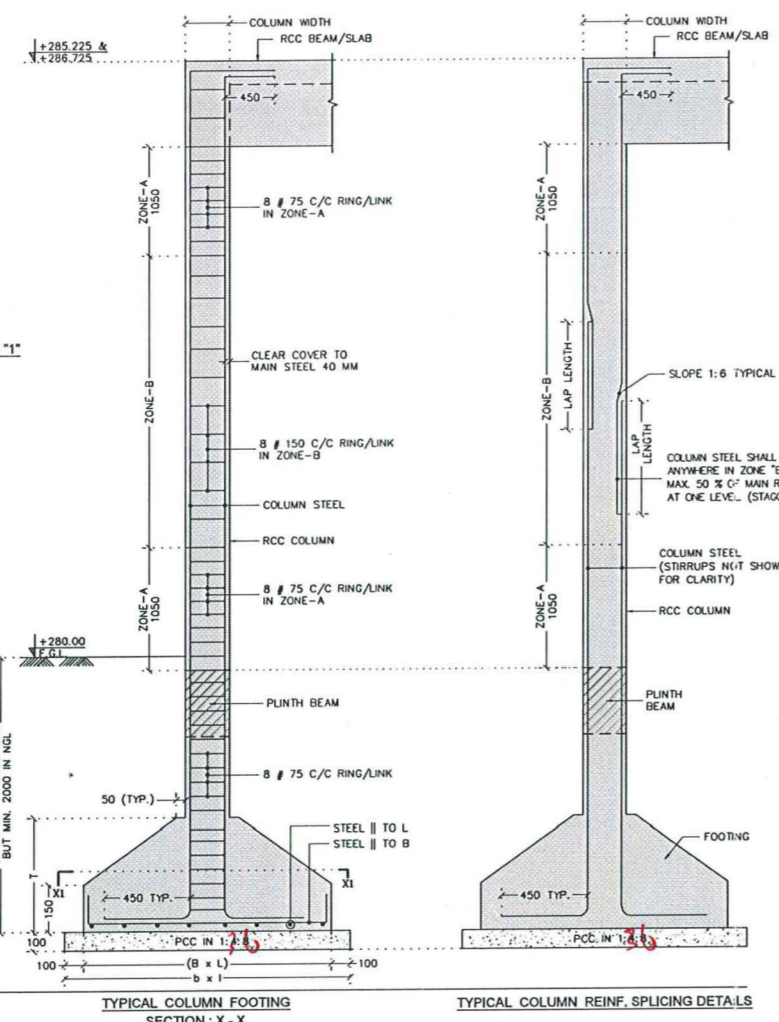 COLUMN WIDTH
RCC BEAM/SLAB
+285.225 &
+286.725
450
ZONE-A
1050
8 # 75 C/C RING/LINK
IN ZONE-A
"1"
CLEAR COVER TO
MAIN STEEL 40 MM
ZONE-B
8 # 150 C/C RING/LINK
IN ZONE-B
COLUMN STEEL
RCC COLUMN
ZONE-A
1050
8 # 75 C/C RING/LINK
IN ZONE-A
+280.00
F.G.L
PLINTH BEAM
8 # 75 C/C RING/LINK
BUT MIN. 2000 IN NGL
50 (TYP.)
STEEL || TO L
STEEL || TO B
T
X1
X1
150
450 TYP.
100
PCC IN 1:
36
100
(B x L)
100
b x l
TYPICAL COLUMN FOOTING
SECTION : X - X
COLUMN WIDTH
RCC BEAM/SLAB
450
ZONE-A
1050
ZONE-B
LAP LENGTH
SLOPE 1:6 TYPICAL
LAP
LENGTH
COLUMN STEEL SHALL
ANYWHERE IN ZONE "B
MAX. 50 % OF MAIN R
AT ONE LEVEL (STAGG
COLUMN STEEL
(STIRRUPS NOT SHOW
FOR CLARITY)
RCC COLUMN
ZONE-A
1050
PLINTH
BEAM
FOOTING
450 TYP.
PCC IN 1:
36
TYPICAL COLUMN REINF. SPLICING DETAILS